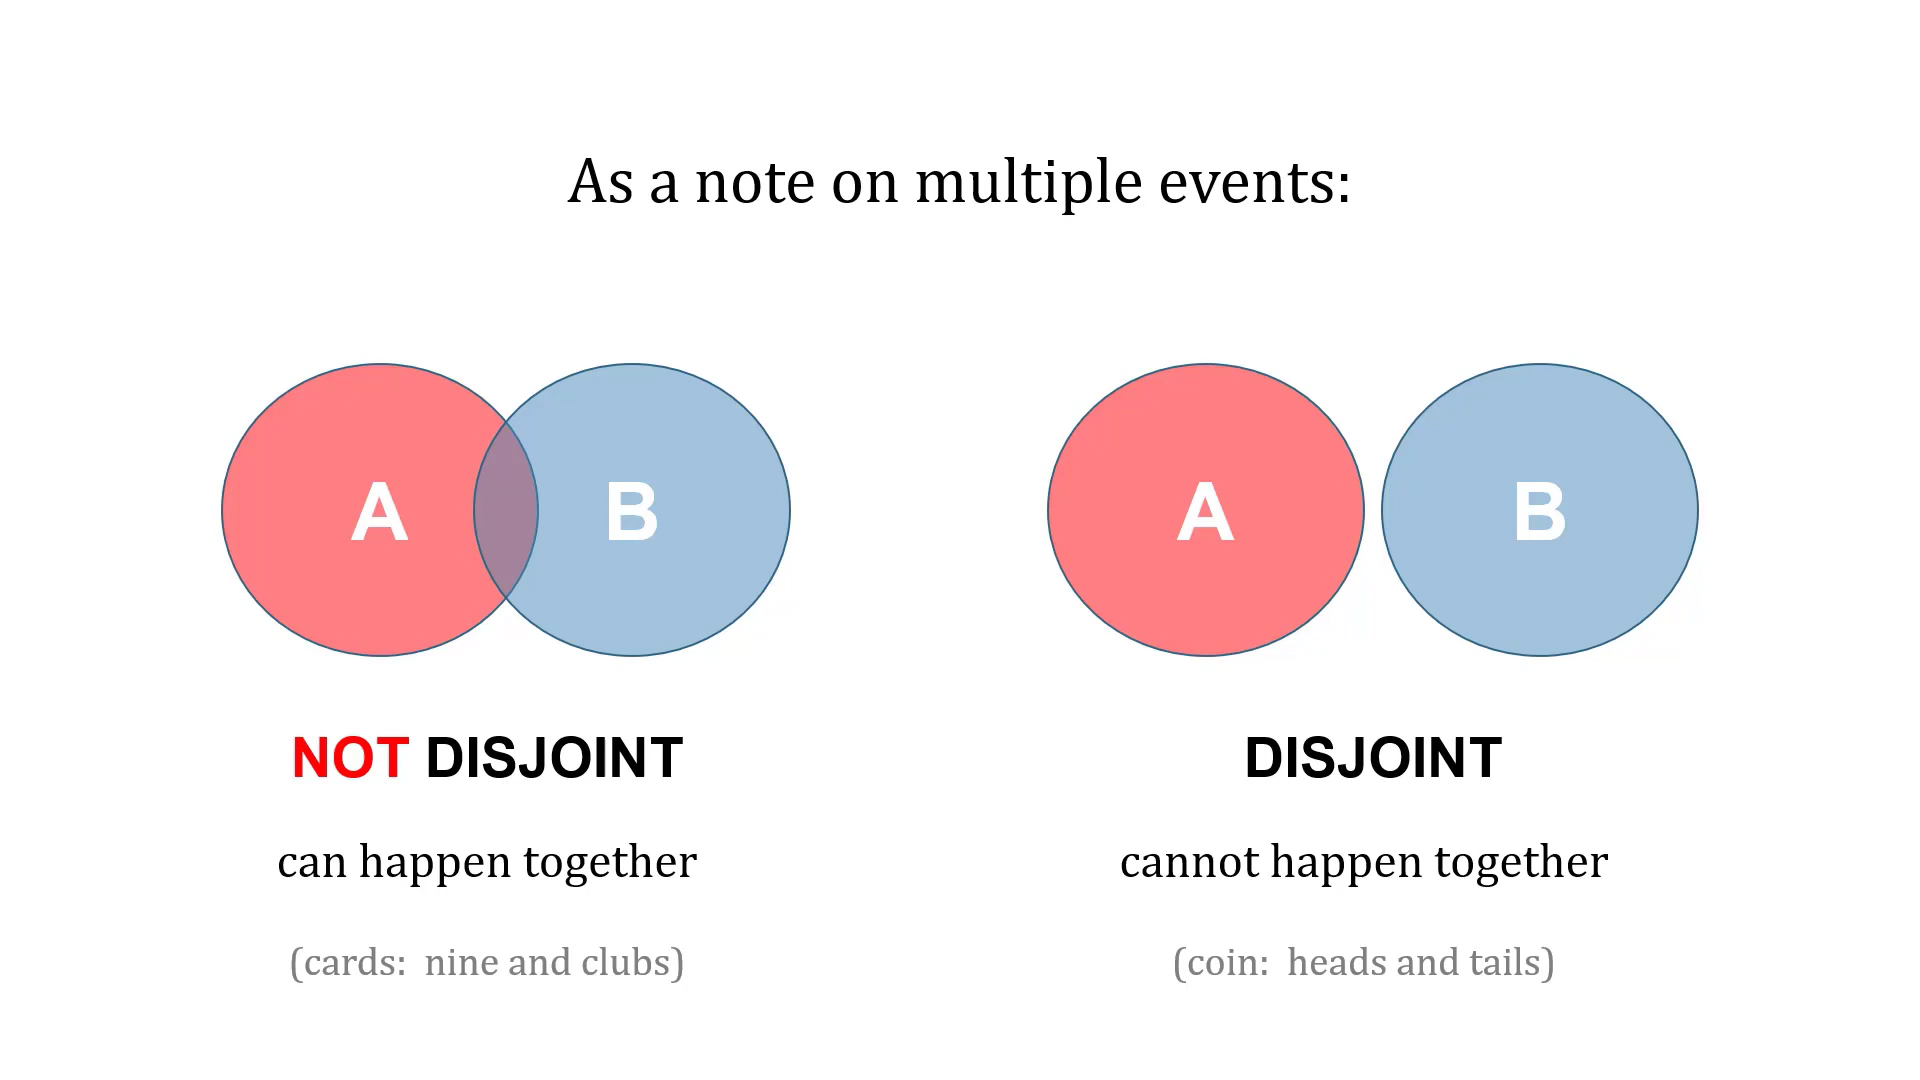 As a note on multiple events:
A
B
A
B
NOT DISJOINT
DISJOINT
can happen together
cannot happen together
(cards:  nine and clubs)
(coin:  heads and tails)